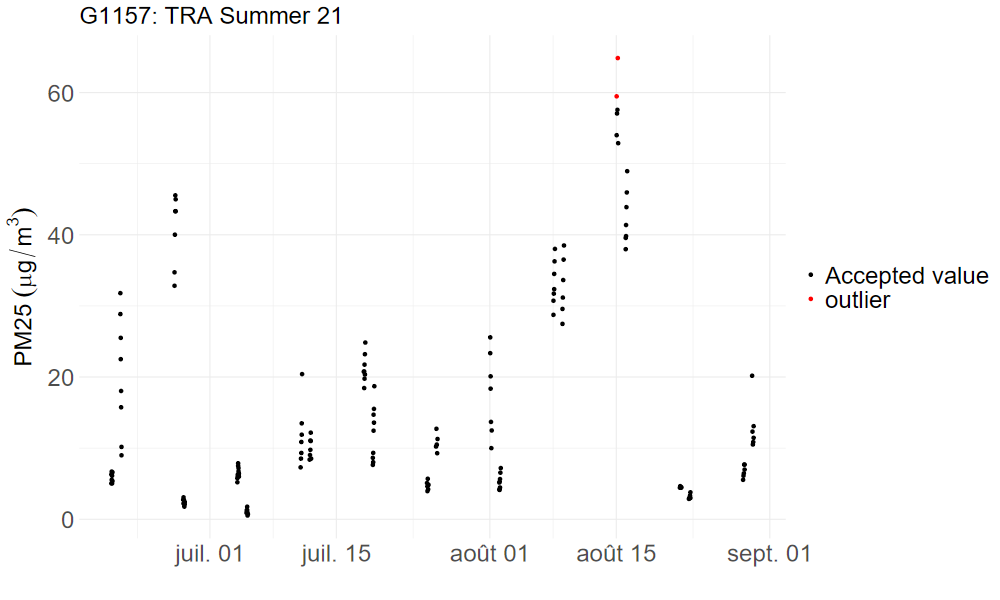 G1157: TRA Summer 21
PM25 (μg/m³)
60
40
20
0
juil. 01 juil. 15 août 01 août 15 sept. 01
Accepted value
outlier